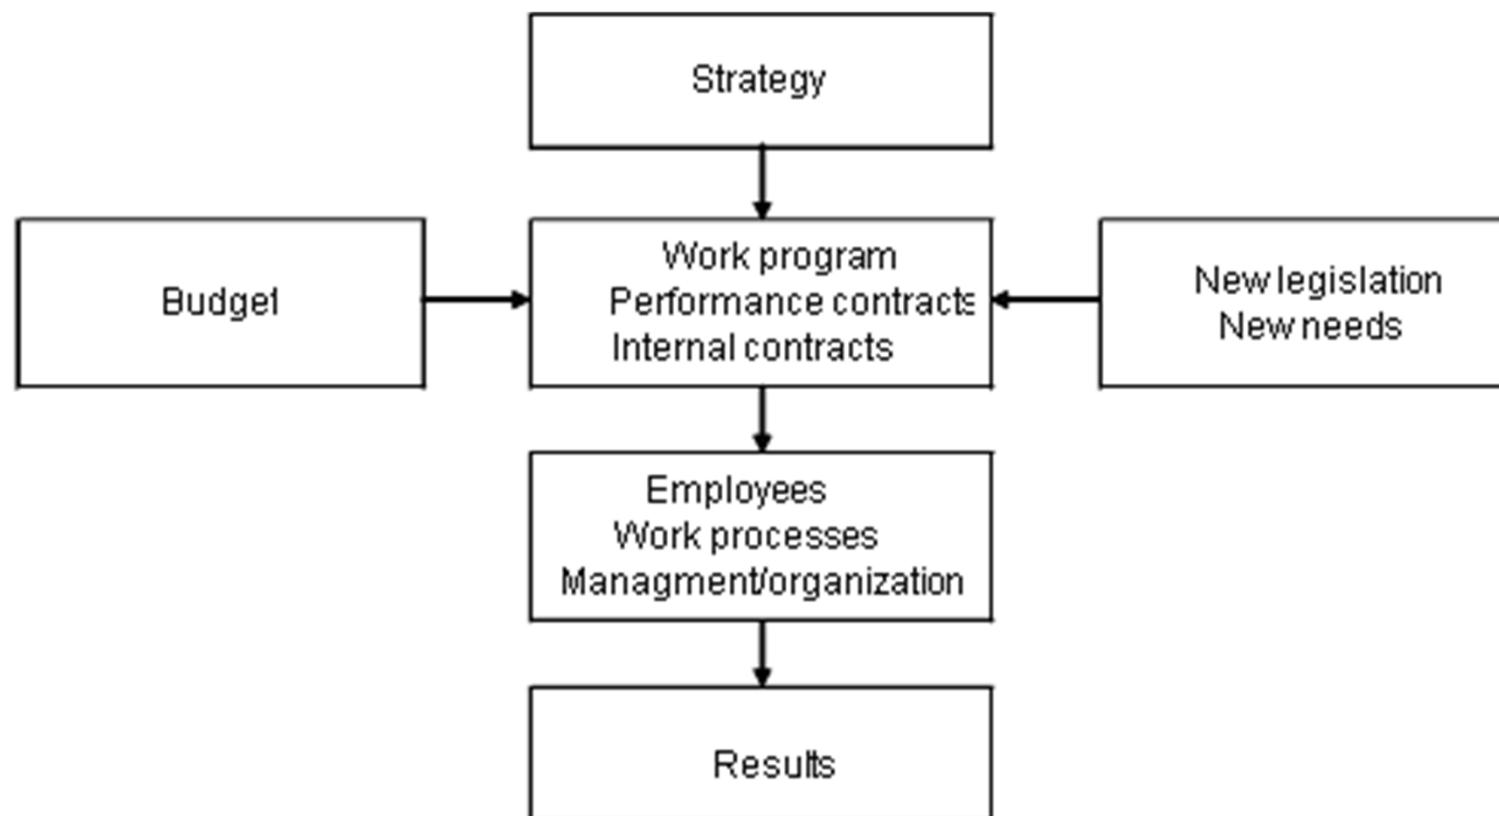 Strategy
Budget
Work program
Performance contracts
Internal contracts
New legislation
New needs
Employees
Work processes
Managment/organization
Results